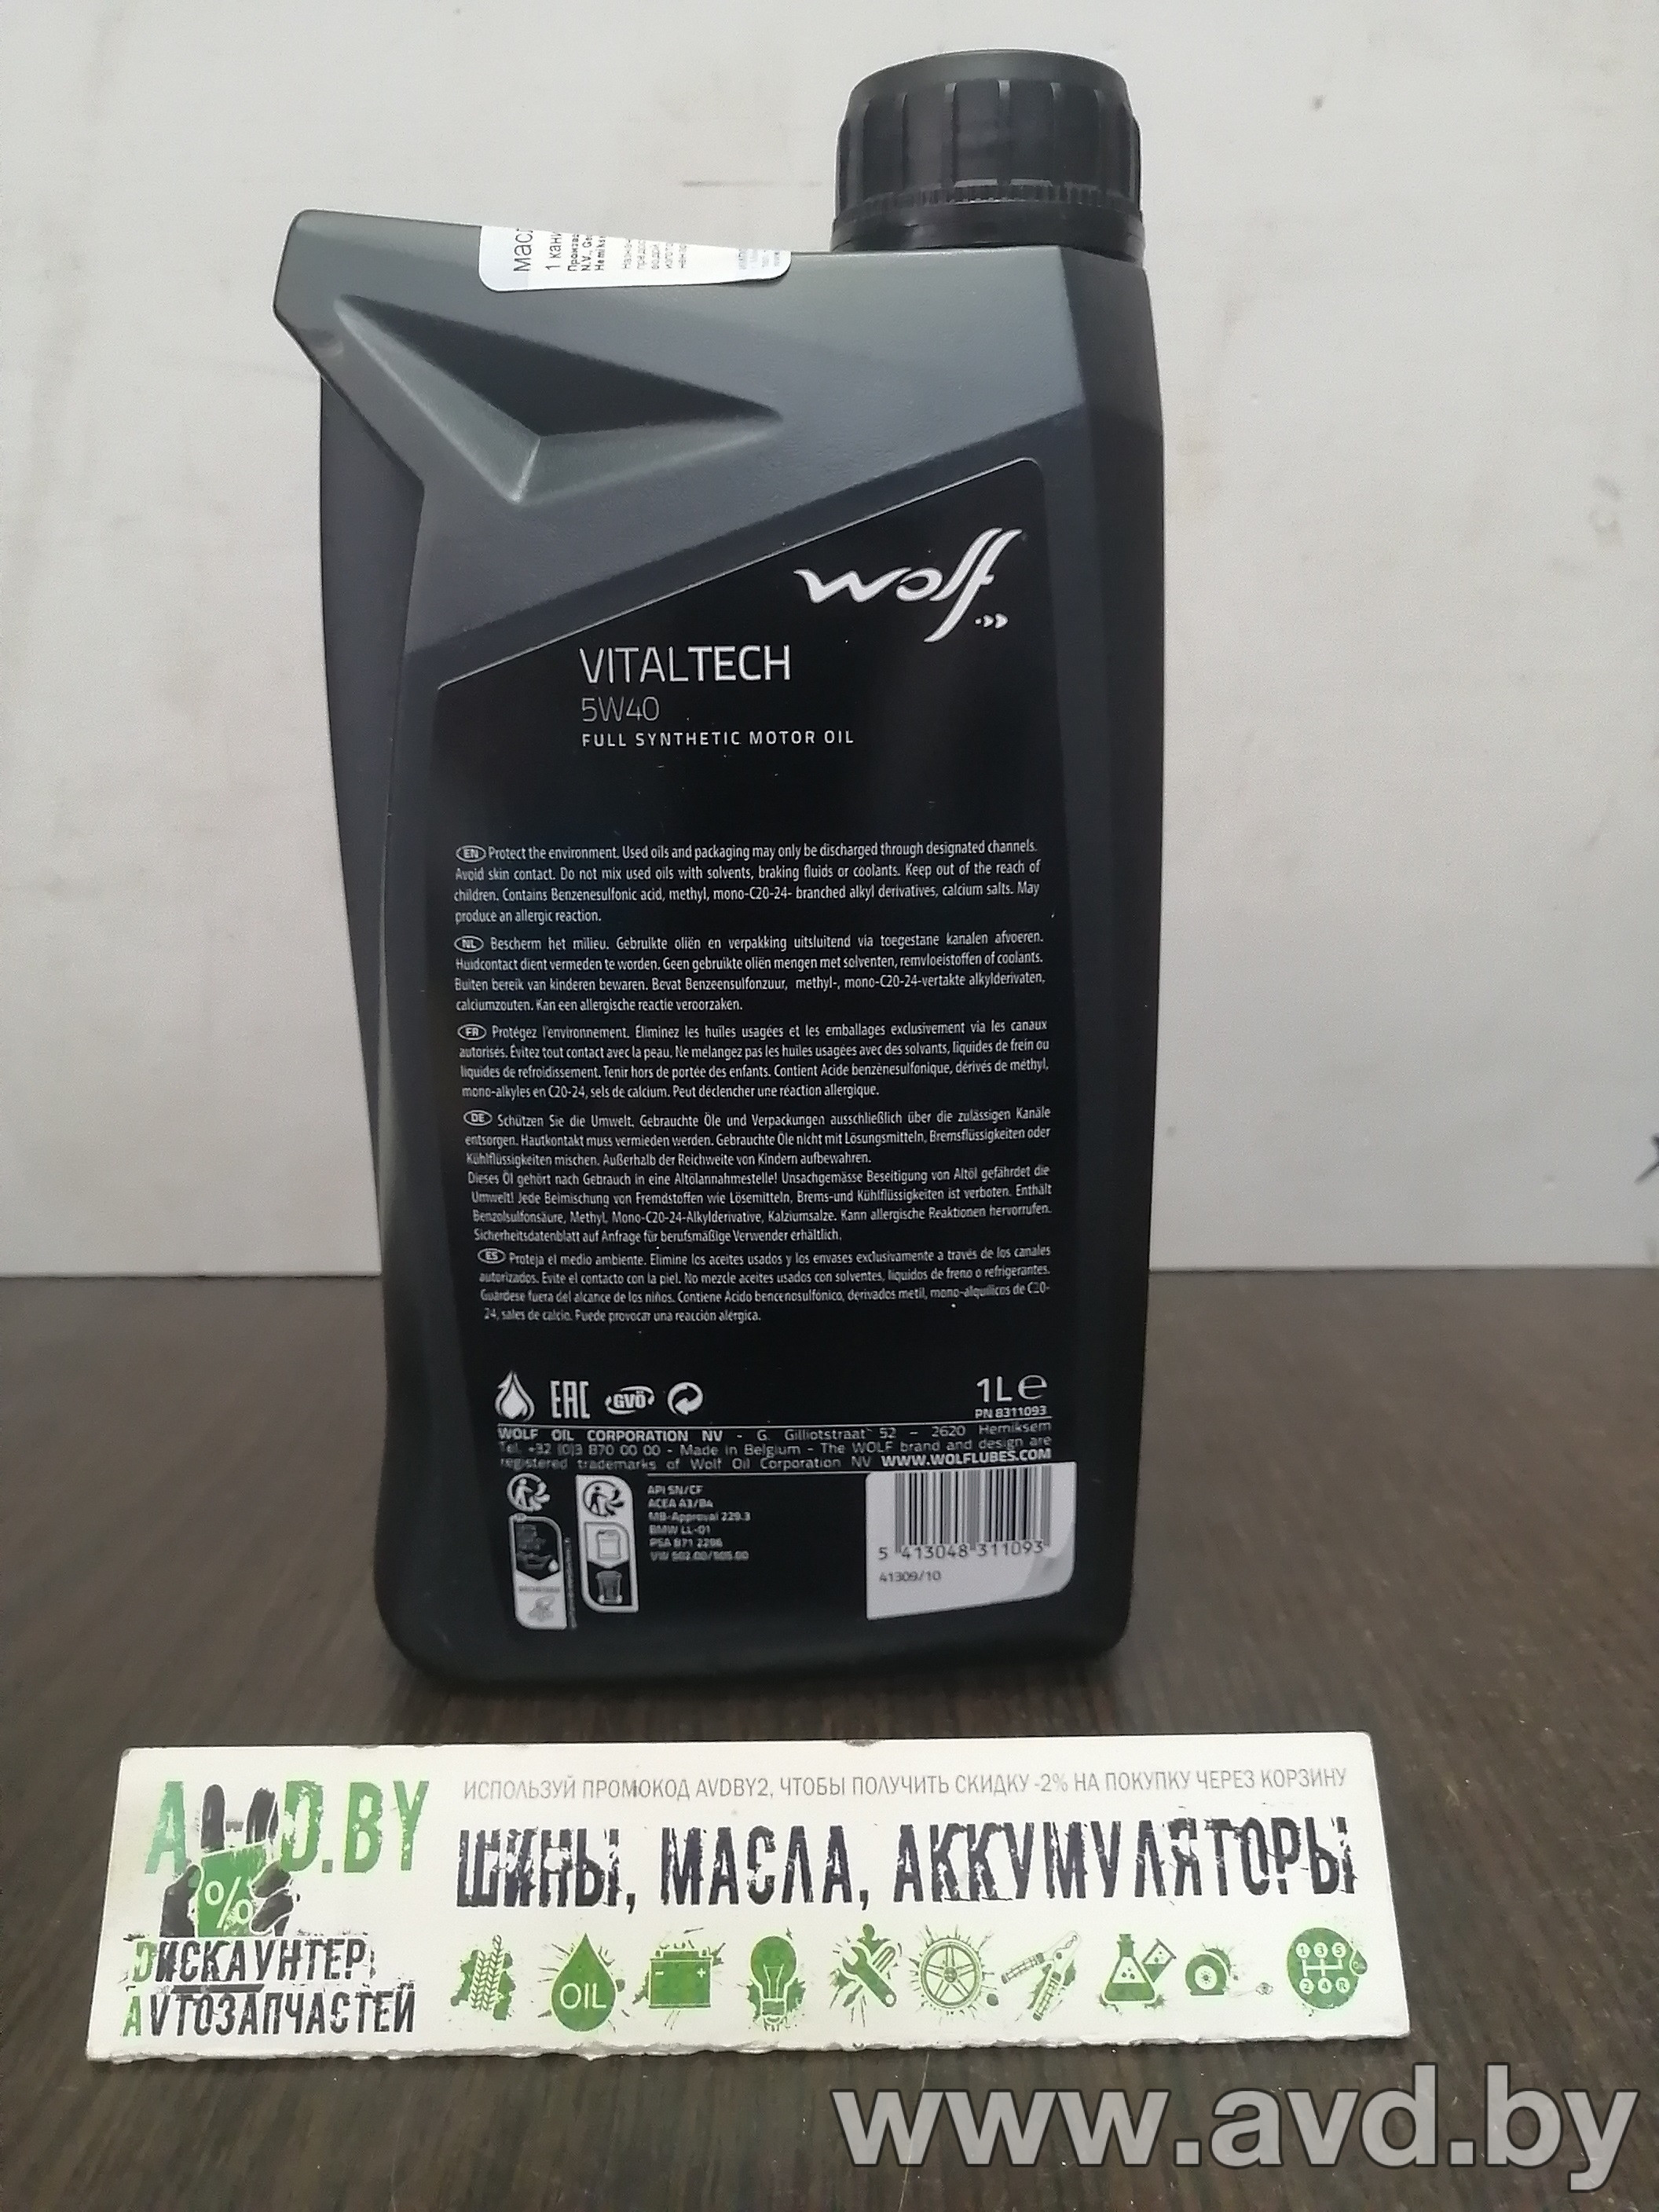 wolf
VITALTECH
5W40
FULL SYNTHETIC MOTOR OIL
EN Protect the environment. Used oils and packaging may only be discharged through designated channels.
Avoid skin contact. Do not mix used oils with solvents, braking fluids or coolants. Keep out of the reach of
children. Contains Benzenesulfonic acid, methyl, mono-C20-24- branched alkyl derivatives, calcium salts. May
produce an allergic reaction.
NL Bescherm het milieu. Gebruikte oliën en verpakking uitsluitend via toegestane kanalen afvoeren.
Huidcontact dient vermeden te worden. Geen gebruikte oliën mengen met solventen, remvloeistoffen of coolants.
Buiten bereik van kinderen bewaren. Bevat Benzeensulfonzuur, methyl-, mono-C20-24-vertakte alkylderivaten,
calciumzouten. Kan een allergische reactie veroorzaken.
FR Protégez l'environnement. Éliminez les huiles usagées et les emballages exclusivement via les canaux
autorisés. Évitez tout contact avec la peau. Ne mélangez pas les huiles usagées avec des solvants, liquides de frein ou
liquides de refroidissement. Tenir hors de portée des enfants. Contient Acide benzènesulfonique, dérivés de méthyl,
mono-alkyles en C20-24, sels de calcium. Peut déclencher une réaction allergique.
DE Schützen Sie die Umwelt. Gebrauchte Öle und Verpackungen ausschließlich über die zulässigen Kanäle
entsorgen. Hautkontakt muss vermieden werden. Gebrauchte Öle nicht mit Lösungsmitteln, Bremsflüssigkeiten oder
Kühlflüssigkeiten mischen. Außerhalb der Reichweite von Kindern aufbewahren.
Dieses Öl gehört nach Gebrauch in eine Altölannahmestelle! Unsachgemässe Beseitigung von Altöl gefährdet die
Umwelt! Jede Beimischung von Fremdstoffen wie Lösemitteln, Brems-und Kühlflüssigkeiten ist verboten. Enthält
Benzolsulfonsäure, Methyl, Mono-C20-24-Alkylderivative, Kalziumsalze. Kann allergische Reaktionen hervorrufen.
Sicherheitsdatenblatt auf Anfrage für berufsmäßige Verwender erhältlich.
ES Proteja el medio ambiente. Elimine los aceites usados y los envases exclusivamente a través de los canales
autorizados. Evite el contacto con la piel. No mezcle aceites usados con solventes, líquidos de freno o refrigerantes.
Guárdese fuera del alcance de los niños. Contiene Ácido bencenosulfónico, derivados metil, mono-alquílicos de C20-
24, sales de calcio. Puede provocar una reacción alérgica.
EAC GVÖ 1L e
PN 8311093
WOLF OIL CORPORATION NV - G. Gilliotstraat 52 - 2620 Hemiksem
Tel. +32 (0)3 870 00 00 - Made in Belgium - The WOLF brand and design are
registered trademarks of Wolf Oil Corporation NV WWW.WOLFLUBES.COM
API SN/CF
ACEA A3/B4
MB-Approval 229.3
BMW LL-01
PSA B71 2296
VW 502.00/505.00
5 413048 311093
41309/10
AVD.BY
%
DИСКАУНТЕР
AVТОЗАПЧАСТЕЙ
ИСПОЛЬЗУЙ ПРОМОКОД AVDBY2, ЧТОБЫ ПОЛУЧИТЬ СКИДКУ -2% НА ПОКУПКУ ЧЕРЕЗ КОРЗИНУ
ШИНЫ, МАСЛА, АККУМУЛЯТОРЫ
OIL
1 3 5
2 4 R
www.avd.by